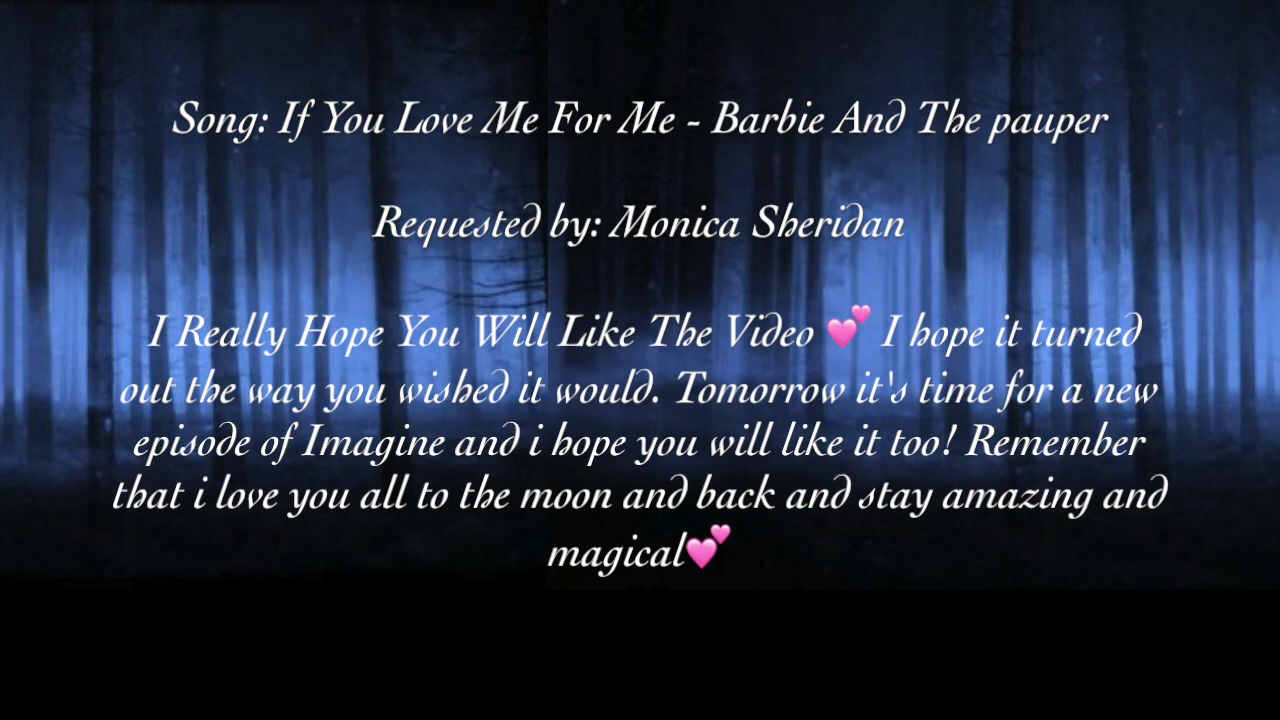 Song: If You Love Me For Me - Barbie And The pauper
Requested by: Monica Sheridan
I Really Hope You Will Like The Video 💕 I hope it turned
out the way you wished it would. Tomorrow it's time for a new
episode of Imagine and i hope you will like it too! Remember
that i love you all to the moon and back and stay amazing and
magical💕